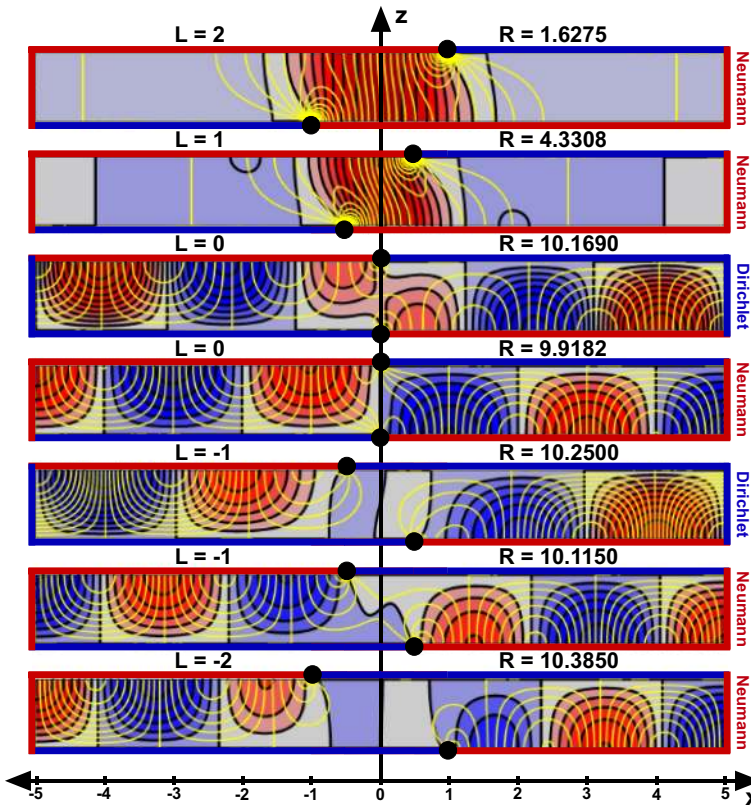 z
L = 2 R = 1.6275
Neumann
L = 1 R = 4.3308
Neumann
L = 0 R = 10.1690
Dirichlet
L = 0 R = 9.9182
Neumann
L = -1 R = 10.2500
Dirichlet
L = -1 R = 10.1150
Neumann
L = -2 R = 10.3850
Neumann
-5 -4 -3 -2 -1 0 1 2 3 4 5
x